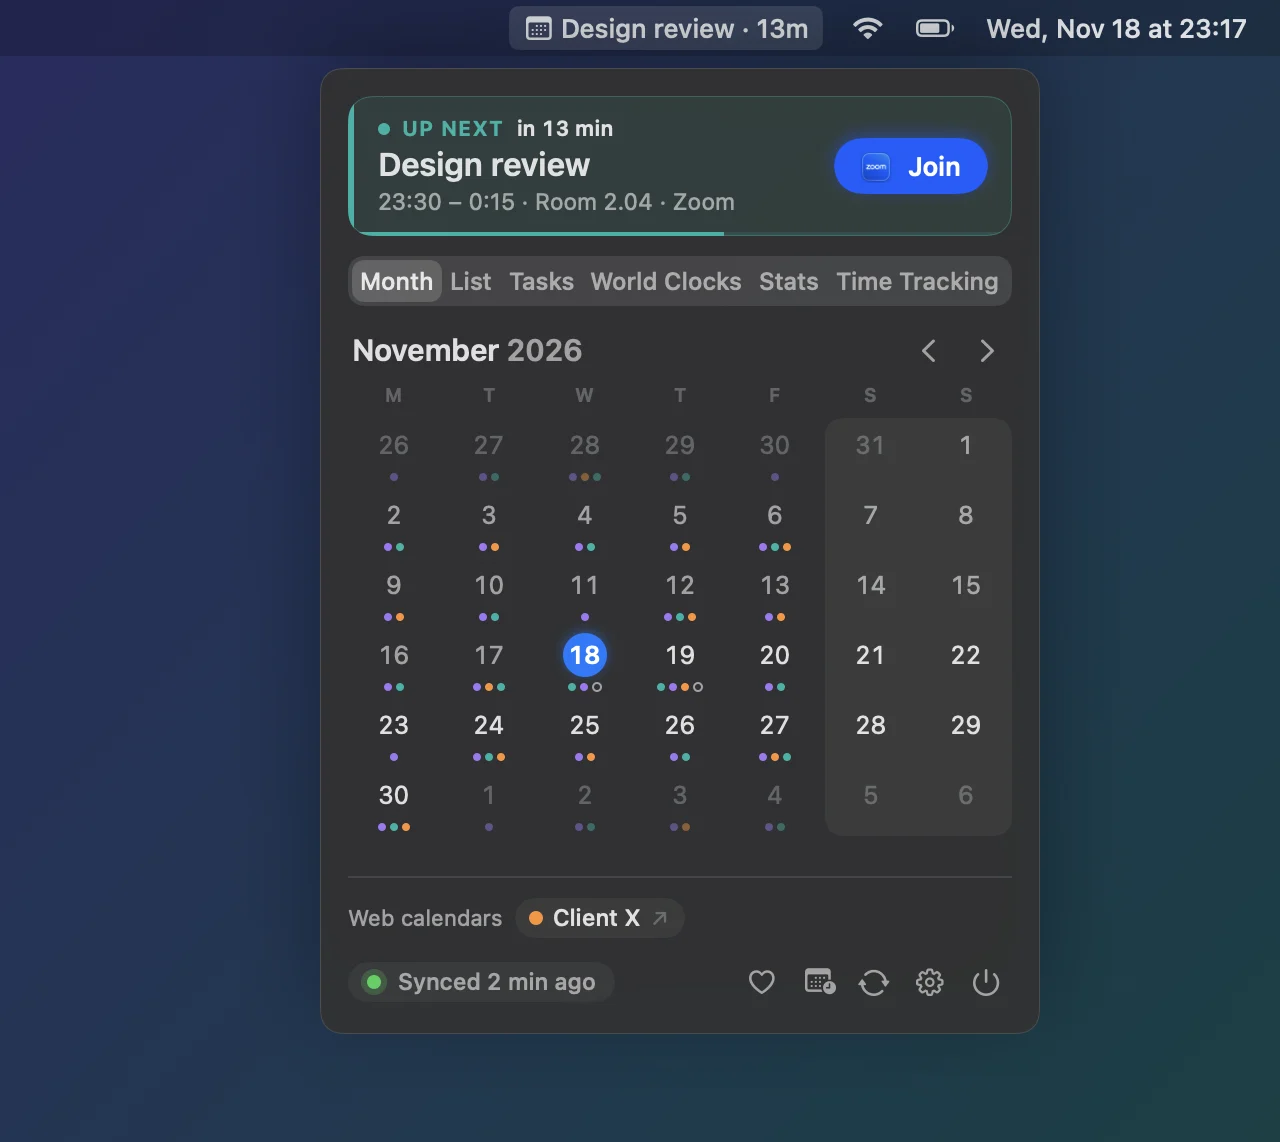 Design review · 13m Wed, Nov 18 at 23:17
UP NEXT in 13 min
Design review
23:30 – 0:15 · Room 2.04 · Zoom
zoom Join
Month List Tasks World Clocks Stats Time Tracking
November 2026
M T W T F S S
26 27 28 29 30 31 1
2 3 4 5 6 7 8
9 10 11 12 13 14 15
16 17 18 19 20 21 22
23 24 25 26 27 28 29
30 1 2 3 4 5 6
Web calendars Client X
Synced 2 min ago